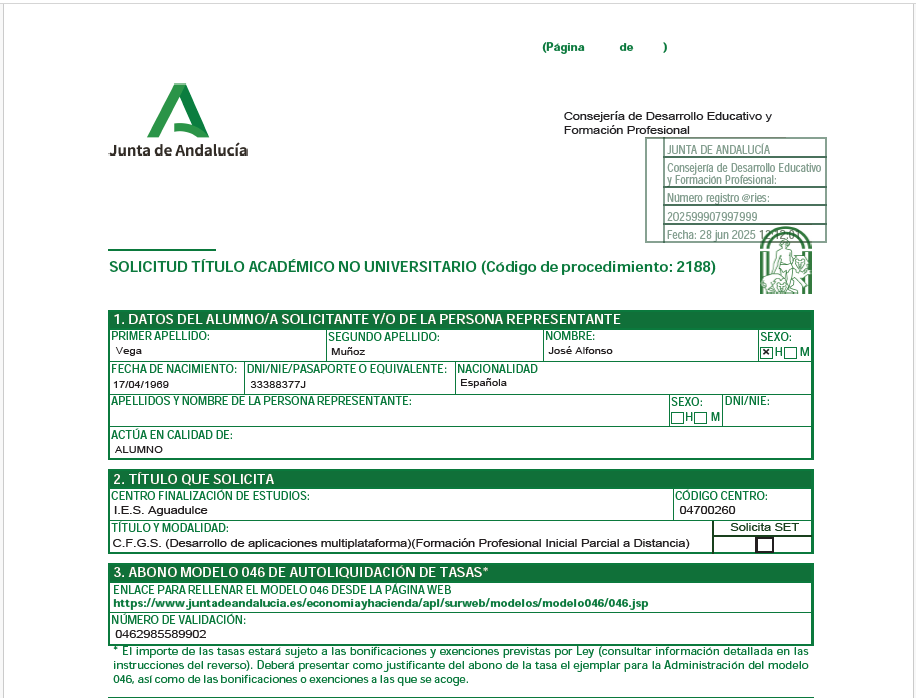 (Página de )
Junta de Andalucía
Consejería de Desarrollo Educativo y
Formación Profesional
JUNTA DE ANDALUCÍA
Consejería de Desarrollo Educativo
y Formación Profesional:
Número registro @ries:
202599907997999
Fecha: 28 jun 2025
SOLICITUD TÍTULO ACADÉMICO NO UNIVERSITARIO (Código de procedimiento: 2188)
1. DATOS DEL ALUMNO/A SOLICITANTE Y/O DE LA PERSONA REPRESENTANTE
PRIMER APELLIDO: SEGUNDO APELLIDO: NOMBRE: SEXO:
Vega Muñoz José Alfonso H M
FECHA DE NACIMIENTO: DNI/NIE/PASAPORTE O EQUIVALENTE: NACIONALIDAD
17/04/1969 33388377J Española
APELLIDOS Y NOMBRE DE LA PERSONA REPRESENTANTE: SEXO: DNI/NIE:
H M
ACTÚA EN CALIDAD DE:
ALUMNO
2. TÍTULO QUE SOLICITA
CENTRO FINALIZACIÓN DE ESTUDIOS: CÓDIGO CENTRO:
I.E.S. Aguadulce 04700260
TÍTULO Y MODALIDAD: Solicita SET
C.F.G.S. (Desarrollo de aplicaciones multiplataforma)(Formación Profesional Inicial Parcial a Distancia)
3. ABONO MODELO 046 DE AUTOLIQUIDACIÓN DE TASAS*
ENLACE PARA RELLENAR EL MODELO 046 DESDE LA PÁGINA WEB
https://www.juntadeandalucia.es/economiayhacienda/apl/surweb/modelos/modelo046/046.jsp
NÚMERO DE VALIDACIÓN:
0462985589902
* El importe de las tasas estará sujeto a las bonificaciones y exenciones previstas por Ley (consultar información detallada en las
instrucciones del reverso). Deberá presentar como justificante del abono de la tasa el ejemplar para la Administración del modelo
046, así como de las bonificaciones o exenciones a las que se acoge.